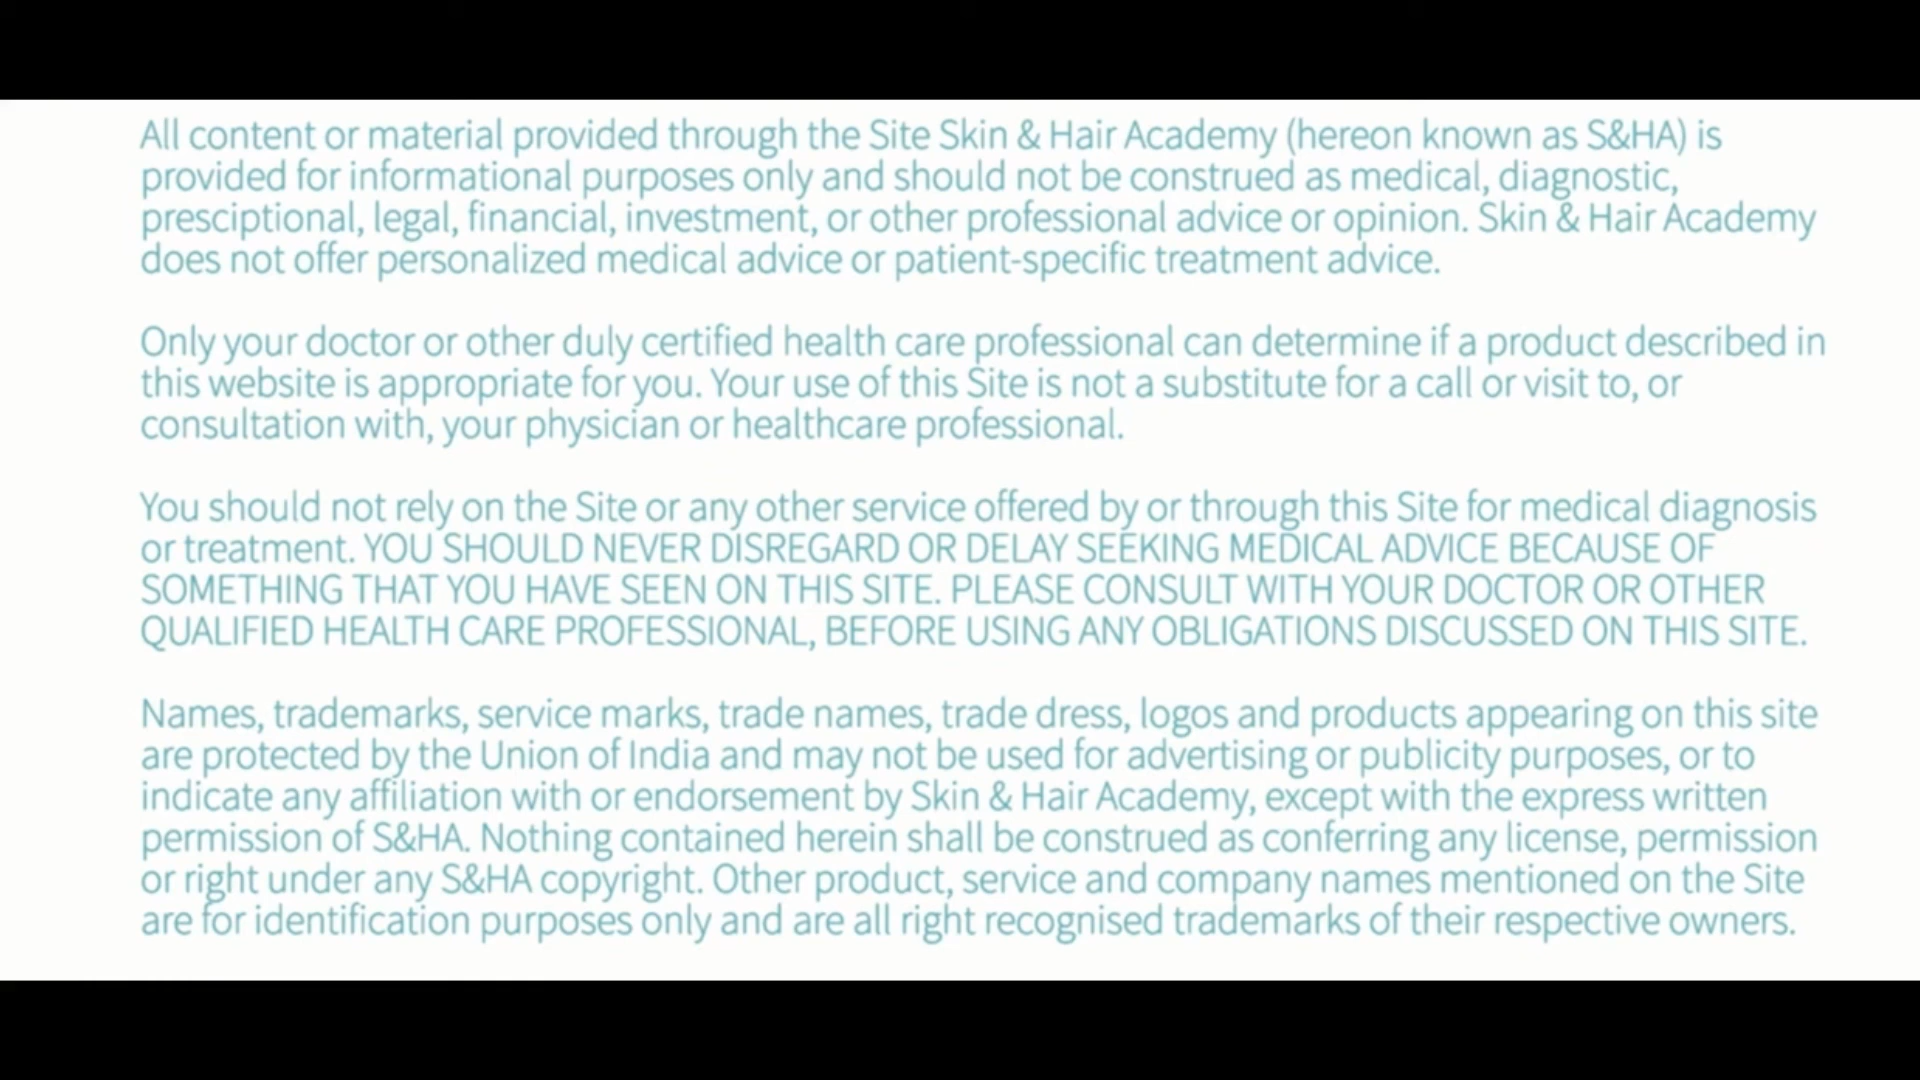 All content or material provided through the Site Skin & Hair Academy (hereon known as S&HA) is
provided for informational purposes only and should not be construed as medical, diagnostic,
presciptional, legal, financial, investment, or other professional advice or opinion. Skin & Hair Academy
does not offer personalized medical advice or patient-specific treatment advice.
Only your doctor or other duly certified health care professional can determine if a product described in
this website is appropriate for you. Your use of this Site is not a substitute for a call or visit to, or
consultation with, your physician or healthcare professional.
You should not rely on the Site or any other service offered by or through this Site for medical diagnosis
or treatment. YOU SHOULD NEVER DISREGARD OR DELAY SEEKING MEDICAL ADVICE BECAUSE OF
SOMETHING THAT YOU HAVE SEEN ON THIS SITE. PLEASE CONSULT WITH YOUR DOCTOR OR OTHER
QUALIFIED HEALTH CARE PROFESSIONAL, BEFORE USING ANY OBLIGATIONS DISCUSSED ON THIS SITE.
Names, trademarks, service marks, trade names, trade dress, logos and products appearing on this site
are protected by the Union of India and may not be used for advertising or publicity purposes, or to
indicate any affiliation with or endorsement by Skin & Hair Academy, except with the express written
permission of S&HA. Nothing contained herein shall be construed as conferring any license, permission
or right under any S&HA copyright. Other product, service and company names mentioned on the Site
are for identification purposes only and are all right recognised trademarks of their respective owners.